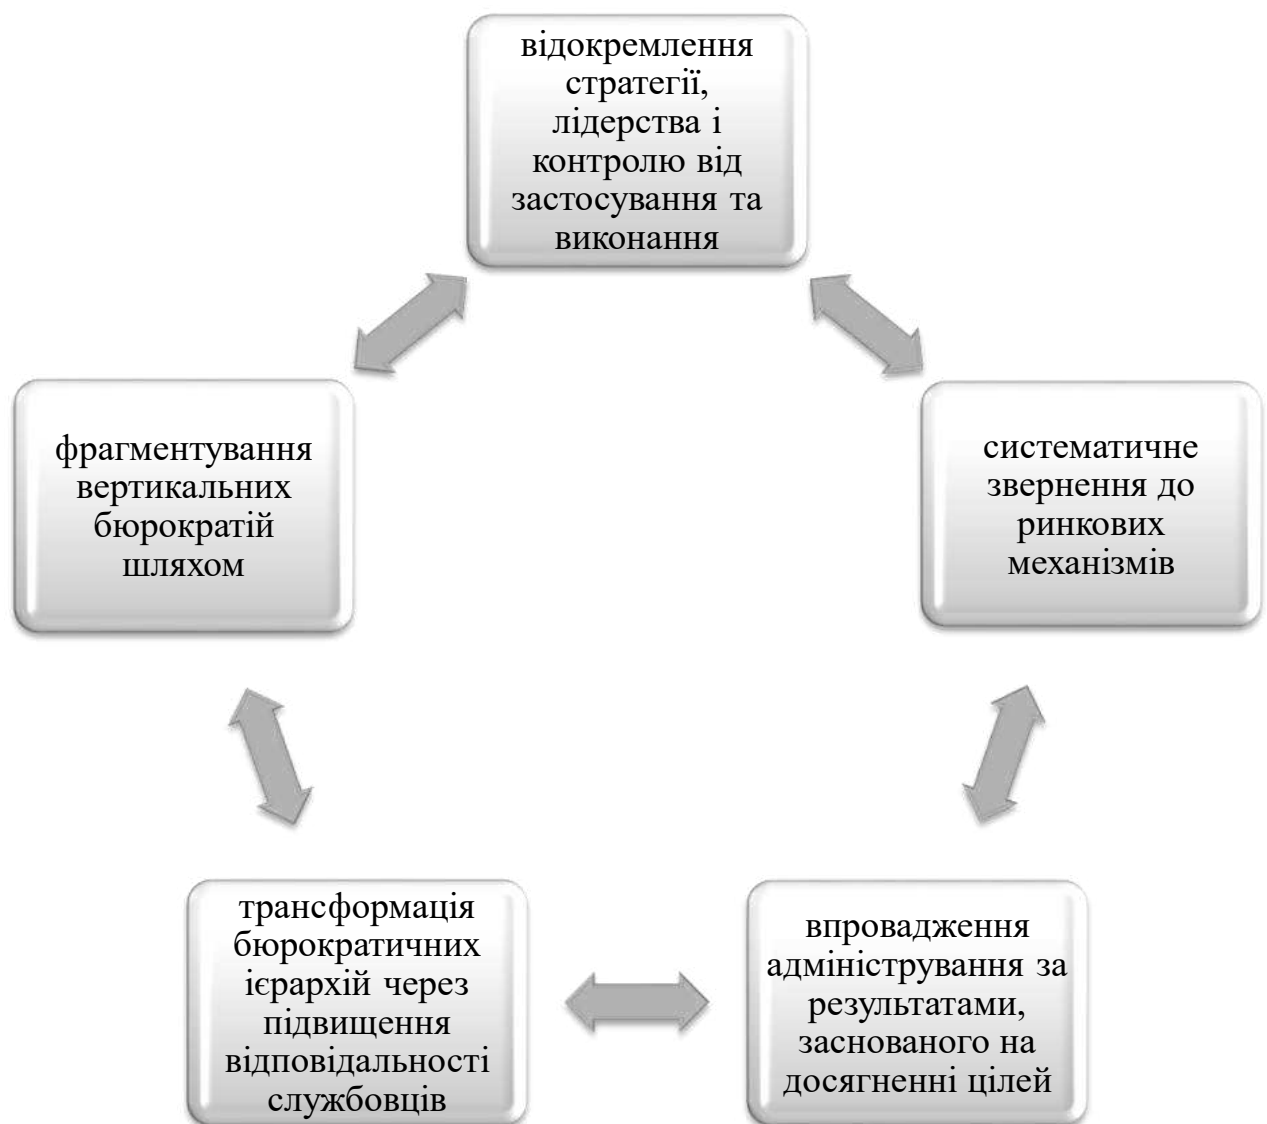 відокремлення
стратегії,
лідерства і
контролю від
застосування та
виконання
фрагментування
вертикальних
бюрократій
шляхом
систематичне
звернення до
ринкових
механізмів
трансформація
бюрократичних
ієрархій через
підвищення
відповідальності
службовців
впровадження
адміністрування за
результатами,
заснованого на
досягненні цілей